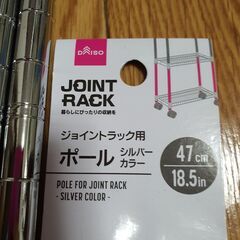 DAISO
JOINT
RACK
暮らしにぴったりの収納を
ジョイントラック用
ポール シルバーカラー
47cm
18.5in
POLE FOR JOINT RACK
- SILVER COLOR -